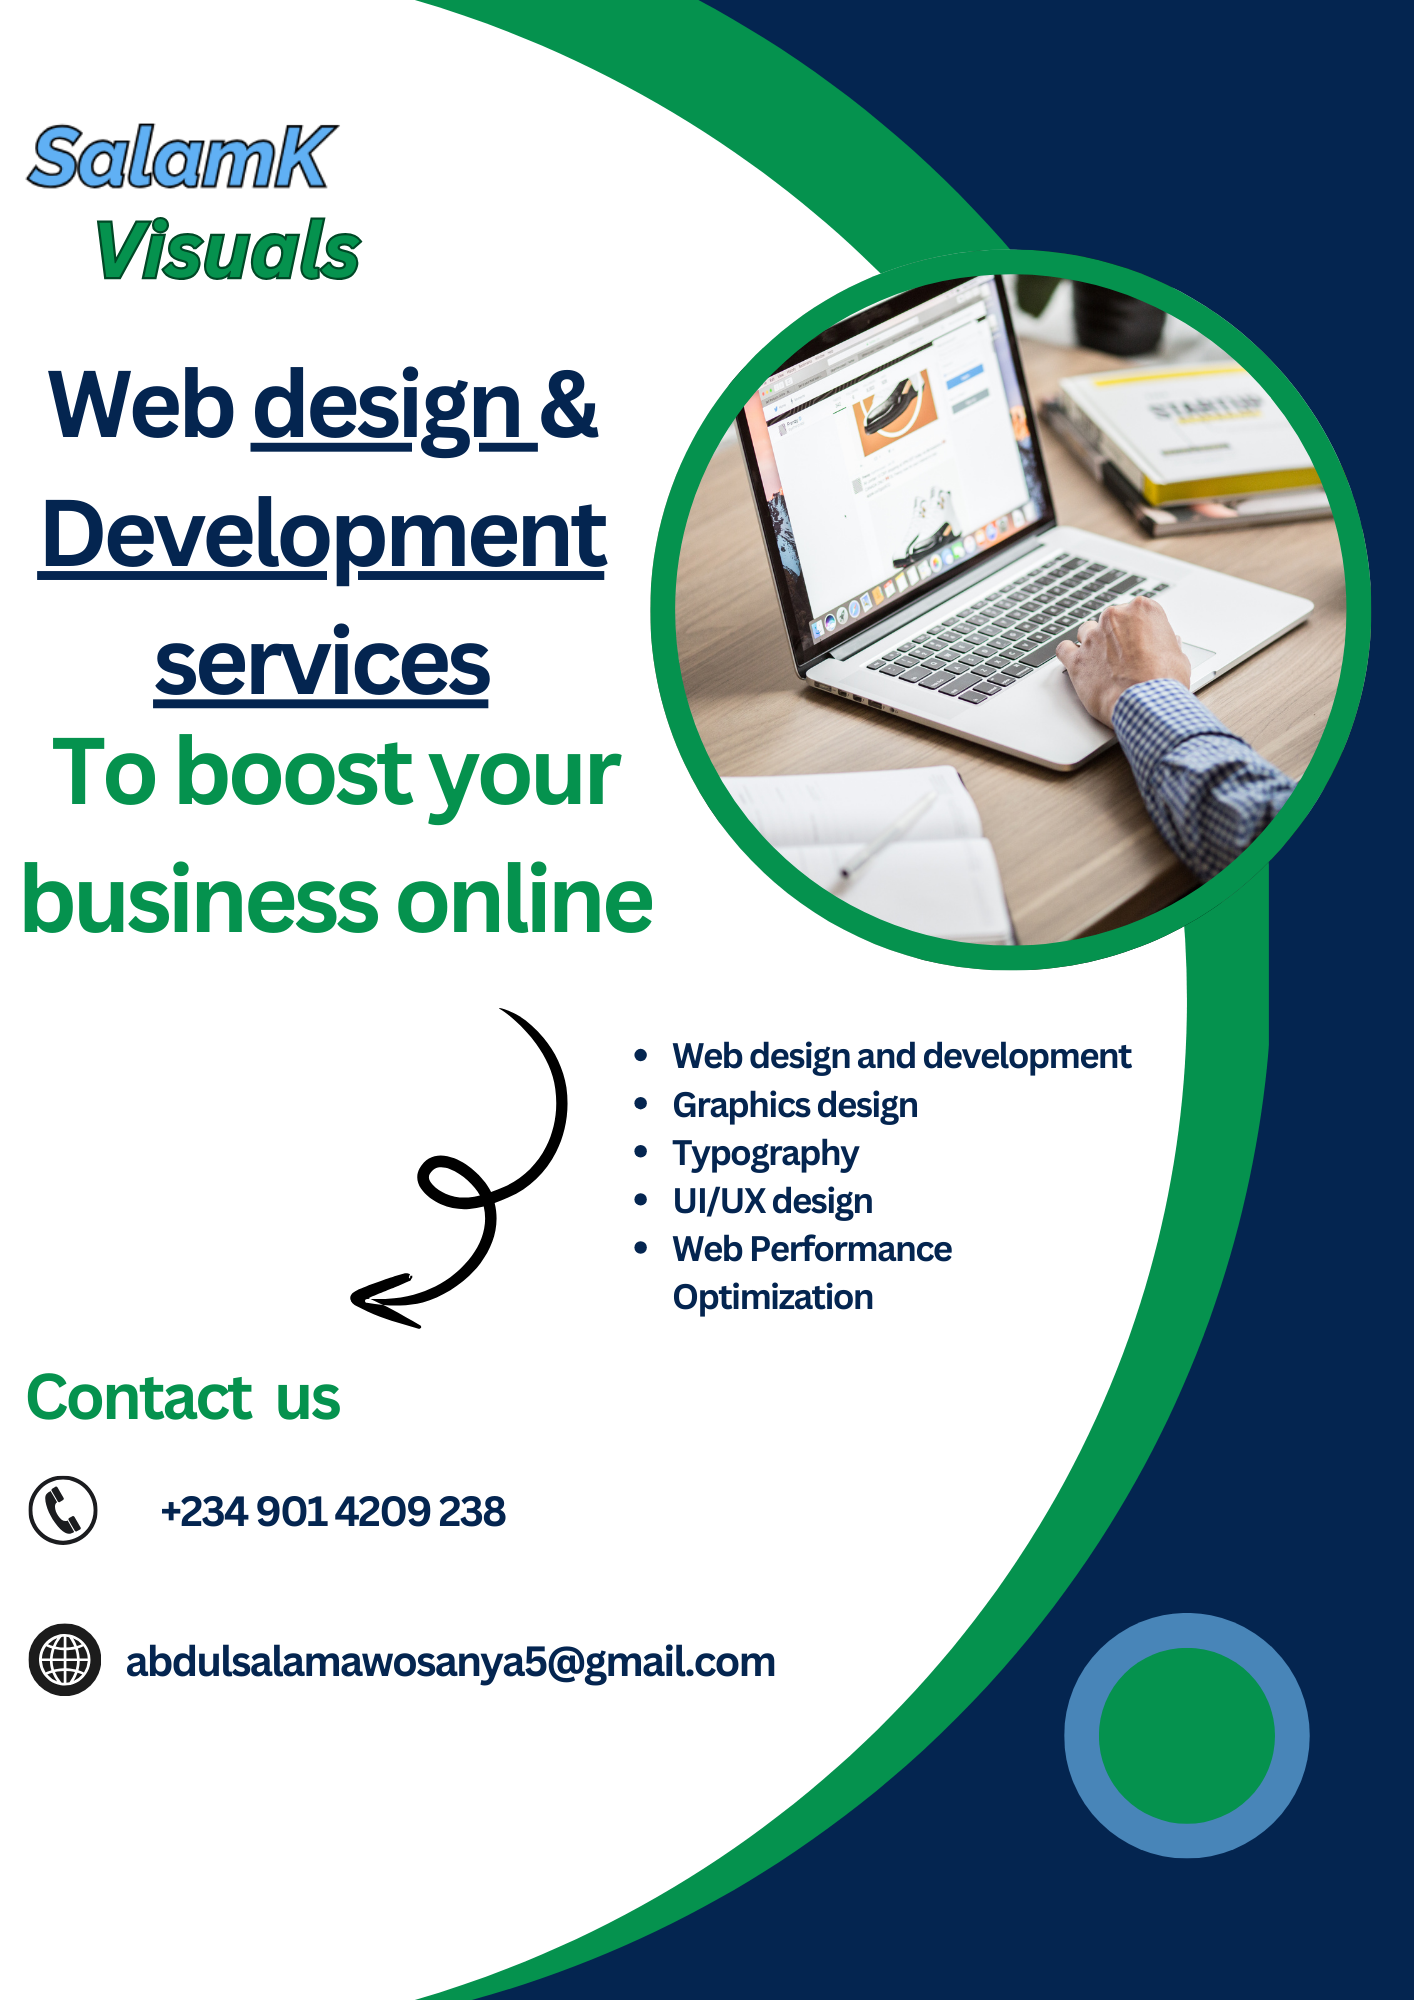 SalamK
Visuals
Web design &
Development
services
To boost your
business online
STARTUP
Web design and development
Graphics design
Typography
UI/UX design
Web Performance
Optimization
Contact us
+234 901 4209 238
abdulsalamawosanya5@gmail.com